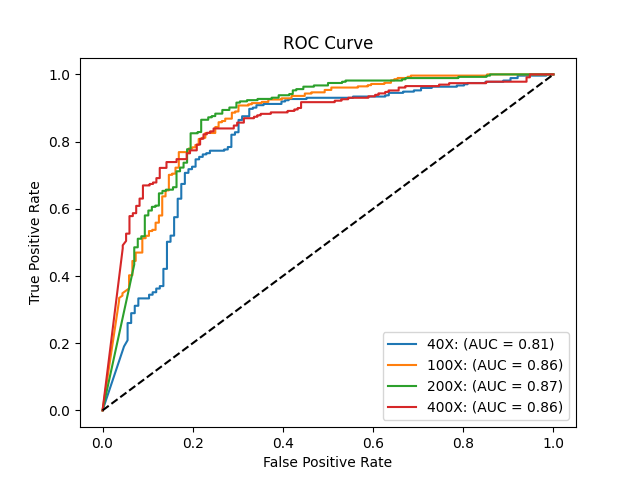 ROC Curve
True Positive Rate
1.0
0.8
0.6
0.4
0.2
0.0
0.0 0.2 0.4 0.6 0.8 1.0
False Positive Rate
40X: (AUC = 0.81)
100X: (AUC = 0.86)
200X: (AUC = 0.87)
400X: (AUC = 0.86)